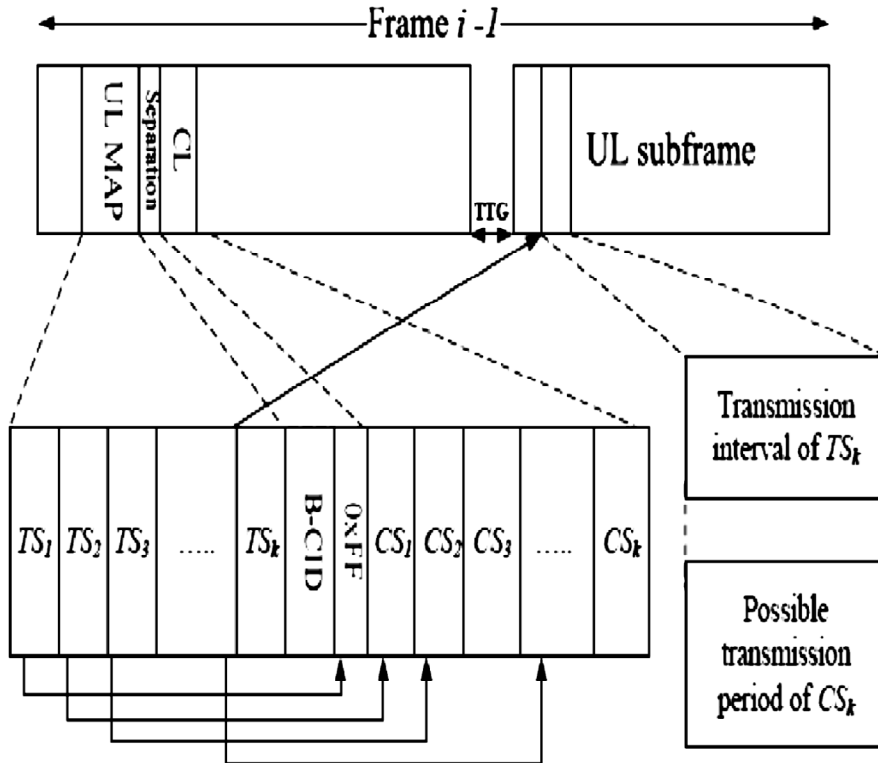 Frame i -1
UL MAP
Separation
CL
TTG
UL subframe
Transmission
interval of TSk
TS1
TS2
TS3
.....
TSk
B-CID
0xFF
CS1
CS2
CS3
.....
CSk
Possible
transmission
period of CSk